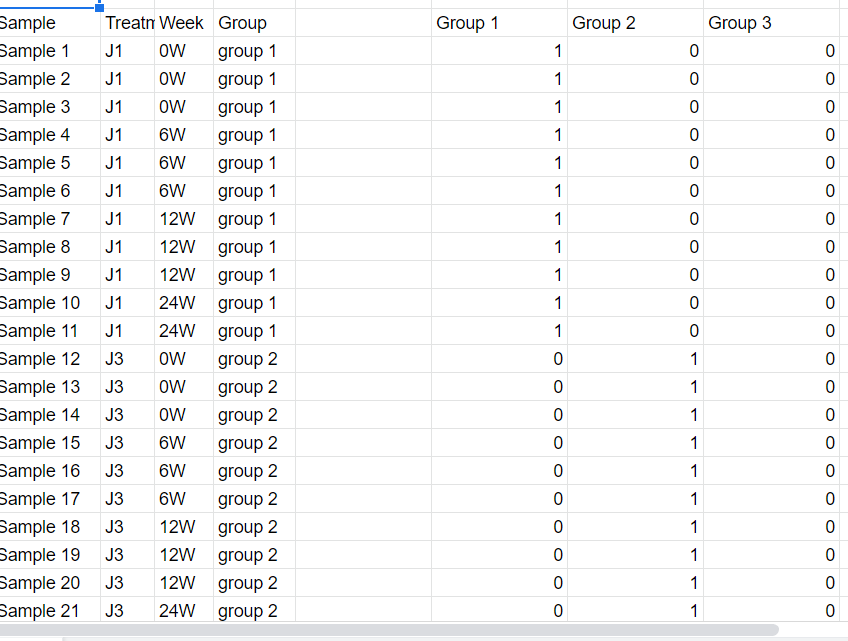 Sample Treatm Week Group Group 1 Group 2 Group 3
Sample 1 J1 0W group 1 1 0 0
Sample 2 J1 0W group 1 1 0 0
Sample 3 J1 0W group 1 1 0 0
Sample 4 J1 6W group 1 1 0 0
Sample 5 J1 6W group 1 1 0 0
Sample 6 J1 6W group 1 1 0 0
Sample 7 J1 12W group 1 1 0 0
Sample 8 J1 12W group 1 1 0 0
Sample 9 J1 12W group 1 1 0 0
Sample 10 J1 24W group 1 1 0 0
Sample 11 J1 24W group 1 1 0 0
Sample 12 J3 0W group 2 0 1 0
Sample 13 J3 0W group 2 0 1 0
Sample 14 J3 0W group 2 0 1 0
Sample 15 J3 6W group 2 0 1 0
Sample 16 J3 6W group 2 0 1 0
Sample 17 J3 6W group 2 0 1 0
Sample 18 J3 12W group 2 0 1 0
Sample 19 J3 12W group 2 0 1 0
Sample 20 J3 12W group 2 0 1 0
Sample 21 J3 24W group 2 0 1 0